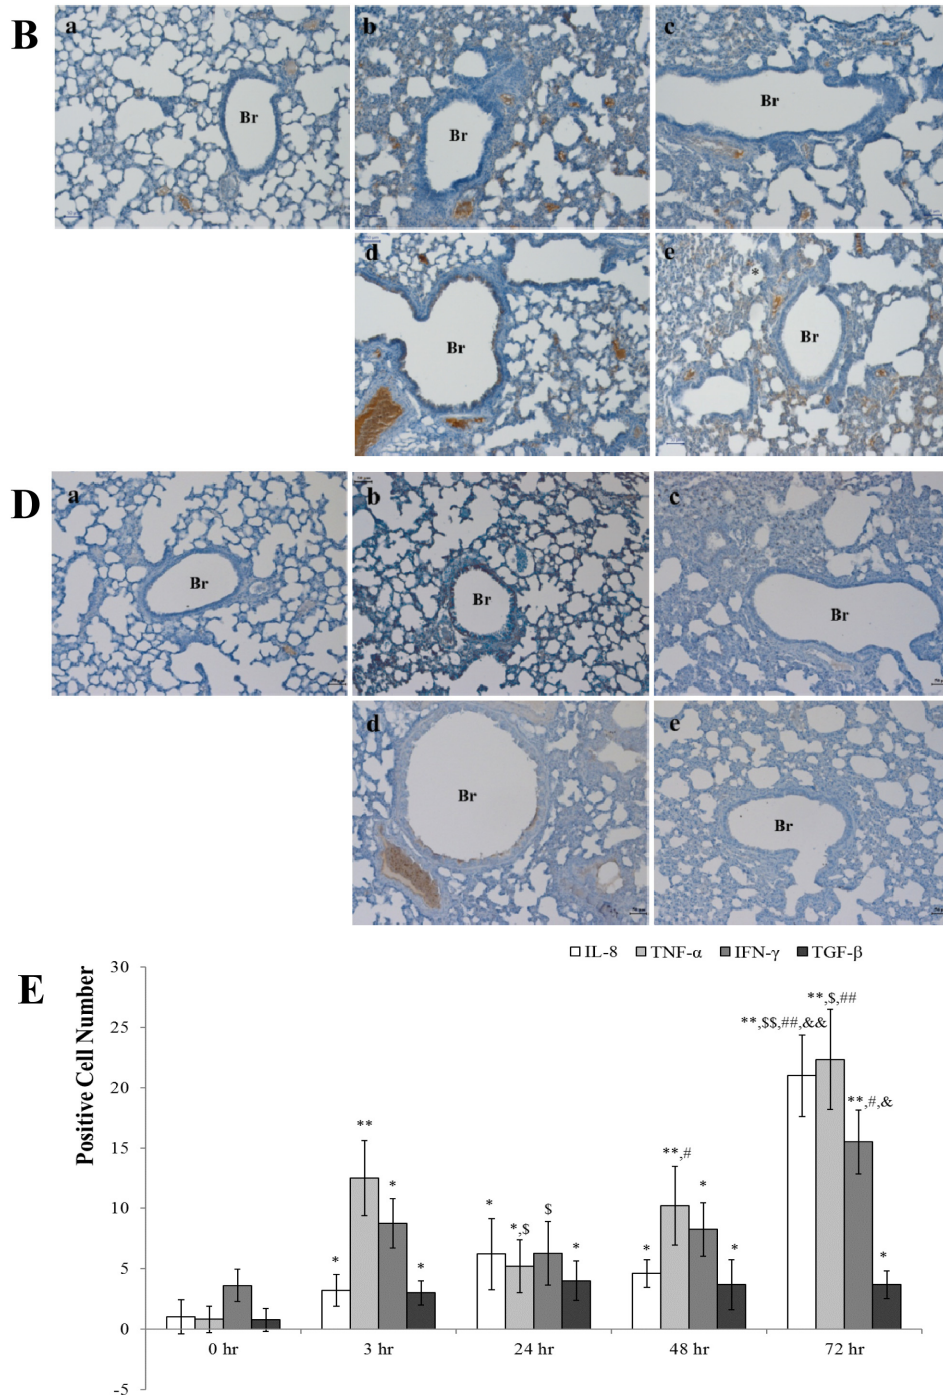 B
a
b
c
Br
Br
Br
d
e
*
Br
Br
D
a
b
c
Br
Br
Br
d
e
Br
Br
E
IL-8 TNF-α IFN-γ TGF-β
Positive Cell Number
30
25
20
15
10
5
0
-5
*
**
*
*
*
*,$
$
*
*
**,#
*
*
**,$$,##,&&
**,$,##
**,#,&
*
0 hr 3 hr 24 hr 48 hr 72 hr